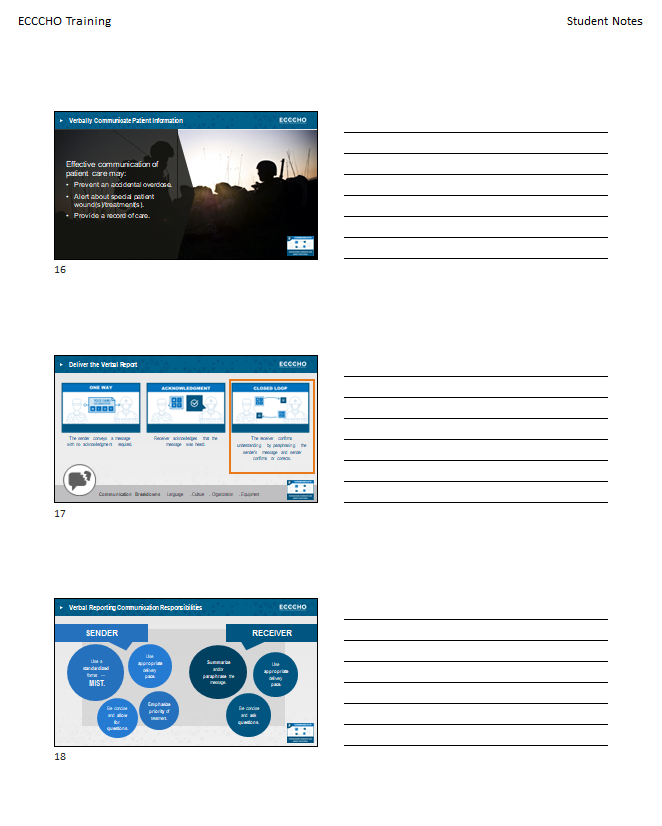 ECCCHO Training
Student Notes
Verbally Communicate Patient Information
ECCCHO
Effective communication of
patient care may:
• Prevent an accidental overdose.
• Alert about special patient
wound(s)/treatment(s).
• Provide a record of care.
16
Deliver the Verbal Report
ECCCHO
ONE WAY
ACKNOWLEDGMENT
CLOSED LOOP
The sender conveys a message
with no acknowledgment required.
Receiver acknowledges that the
message was heard.
The receiver confirms
understanding by paraphrasing the
sender's message and sender
confirms or corrects.
Communication Breakdowns Language . Culture . Organization . Equipment
17
Verbal Reporting Communication Responsibilities
ECCCHO
SENDER
RECEIVER
Use a
standardized
format —
MIST.
Use
appropriate
delivery
pace.
Be concise
and allow
for
questions.
Emphasize
priority of
treatment.
Summarize
and/or
paraphrase the
message.
Use
appropriate
delivery
pace.
Be concise
and ask
questions.
18